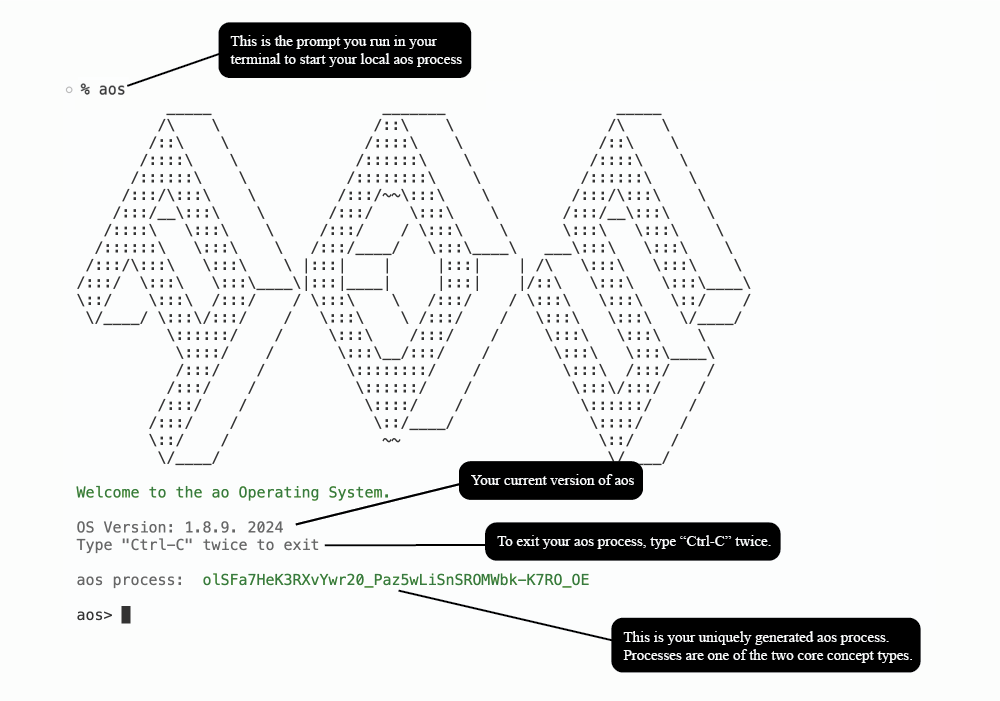 This is the prompt you run in your
terminal to start your local aos process
% aos
Welcome to the ao Operating System.
Your current version of aos
OS Version: 1.8.9. 2024
Type "Ctrl-C" twice to exit
To exit your aos process, type “Ctrl-C” twice.
aos process:  olSFa7HeK3RXvYwr20_Paz5wLiSnSROMWbk-K7RO_OE
aos>
This is your uniquely generated aos process.
Processes are one of the two core concept types.